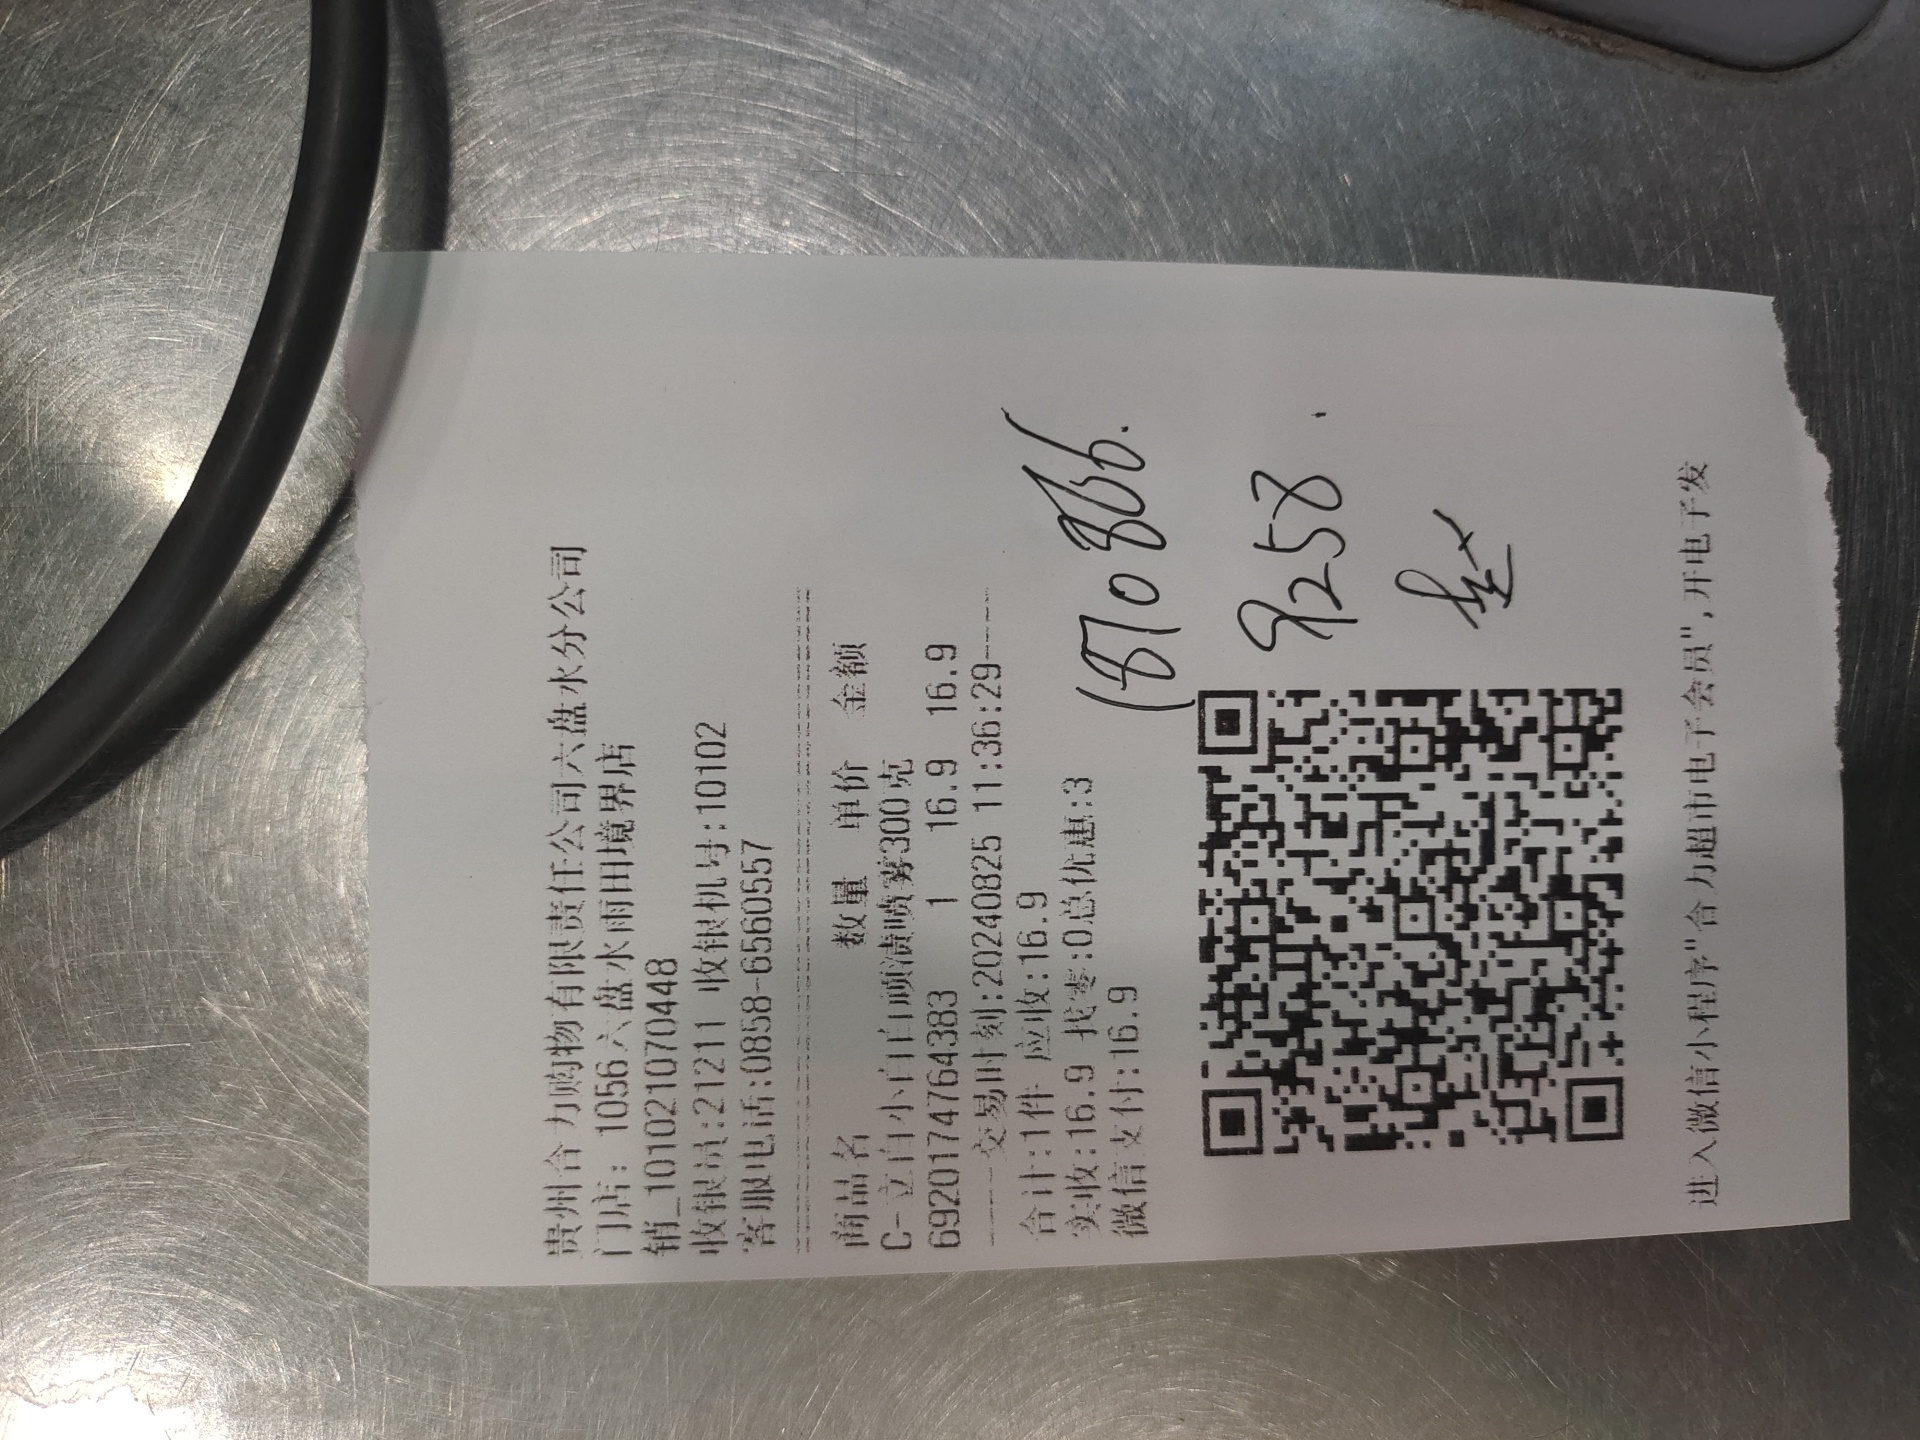 贵州合力购物有限责任公司六盘水分公司
门店: 1056六盘水雨田境界店
销_101021070448
收银员:21211 收银机号:10102
客服电话:0858-6560557
商品名 数量 单价 金额
C-立白小白白顽渍喷雾300克
6920174764383 1 16.9 16.9
----交易时刻:20240825 11:36:29----
合计:1件 应收:16.9
实收:16.9 找零:0总优惠:3
微信支付:16.9
1870866.
9258
进入微信小程序"合力超市电子会员",开电子发